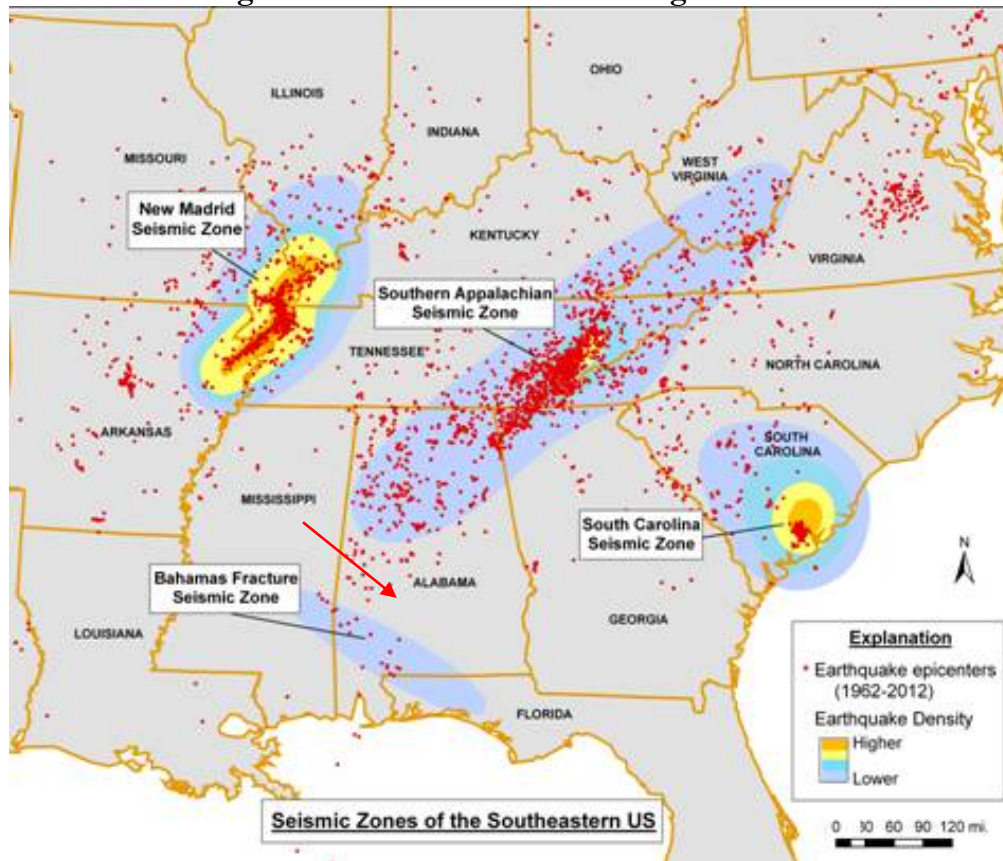 OHIO
ILLINOIS
INDIANA
MISSOURI
WEST
VIRGINIA
New Madrid
Seismic Zone
KENTUCKY
VIRGINIA
Southern Appalachian
Seismic Zone
TENNESSEE
NORTH CAROLINA
ARKANSAS
SOUTH
CAROLINA
MISSISSIPPI
South Carolina
Seismic Zone
N
Bahamas Fracture
Seismic Zone
ALABAMA
GEORGIA
LOUISIANA
Explanation
Earthquake epicenters
(1962-2012)
FLORIDA
Earthquake Density
Higher
Lower
Seismic Zones of the Southeastern US
0 30 60 90 120 mi.